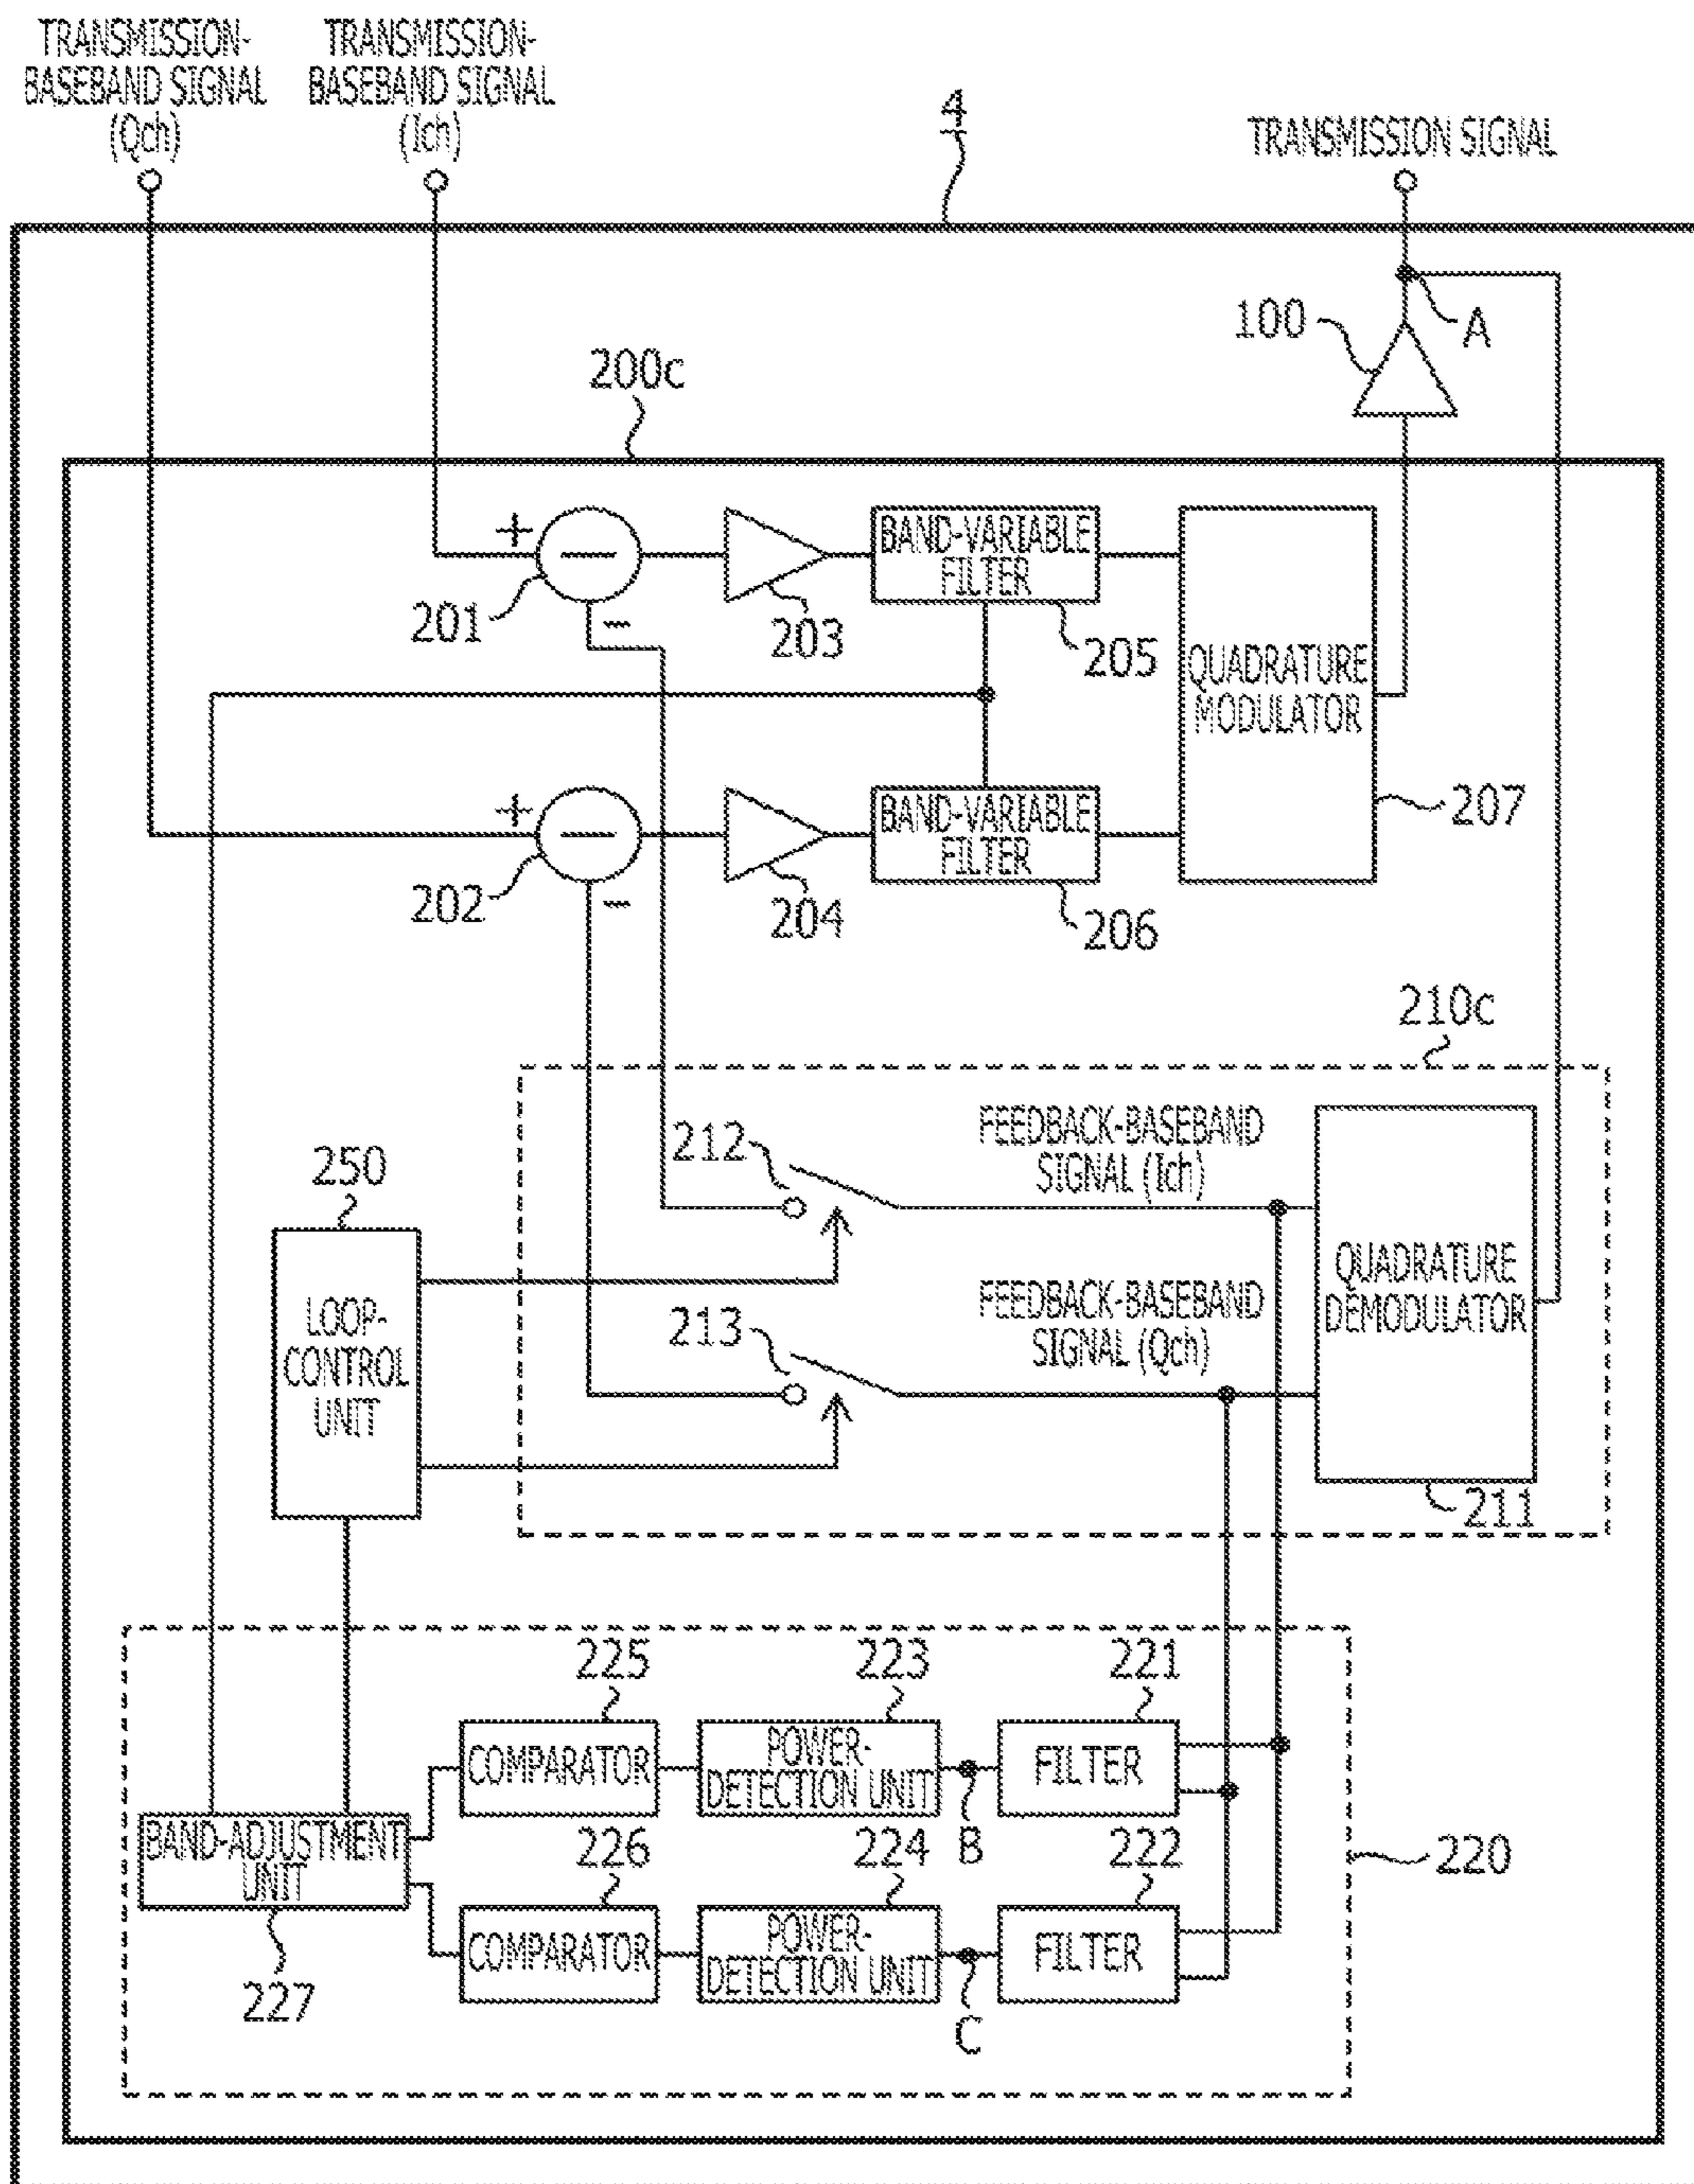 TRANSMISSION-
BASEBAND SIGNAL
(Qch)
TRANSMISSION-
BASEBAND SIGNAL
(Ich)
4
TRANSMISSION SIGNAL
100
A
200c
+
201
-
203
BAND-VARIABLE
FILTER
205
QUADRATURE
MODULATOR
207
+
202
-
204
BAND-VARIABLE
FILTER
206
210c
212
FEEDBACK-BASEBAND
SIGNAL (Ich)
250
LOOP-
CONTROL
UNIT
213
FEEDBACK-BASEBAND
SIGNAL (Qch)
QUADRATURE
DEMODULATOR
211
225
223
221
COMPARATOR
POWER-
DETECTION UNIT
B
FILTER
BAND-ADJUSTMENT
UNIT
227
226
224
222
220
COMPARATOR
POWER-
DETECTION UNIT
C
FILTER